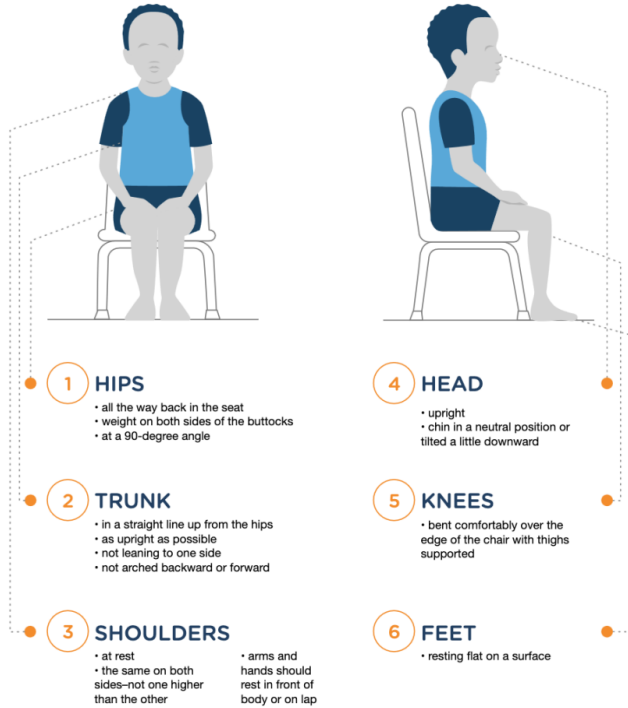 1 HIPS
• all the way back in the seat
• weight on both sides of the buttocks
• at a 90-degree angle
2 TRUNK
• in a straight line up from the hips
• as upright as possible
• not leaning to one side
• not arched backward or forward
3 SHOULDERS
• at rest
• the same on both
sides–not one higher
than the other
• arms and
hands should
rest in front of
body or on lap
4 HEAD
• upright
• chin in a neutral position or
tilted a little downward
5 KNEES
• bent comfortably over the
edge of the chair with thighs
supported
6 FEET
• resting flat on a surface